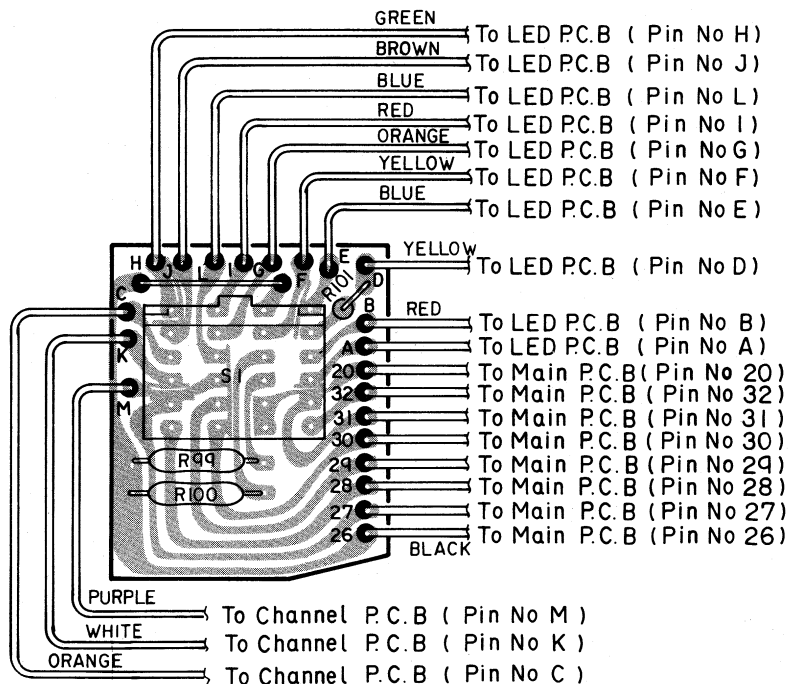 GREEN
To LED P.C.B ( Pin No H)
BROWN
To LED P.C.B ( Pin No J)
BLUE
To LED P.C.B ( Pin No L)
RED
To LED P.C.B ( Pin No I)
ORANGE
To LED P.C.B ( Pin No G)
YELLOW
To LED P.C.B ( Pin No F)
BLUE
To LED P.C.B ( Pin No E)
YELLOW
To LED P.C.B ( Pin No D)
RED
To LED P.C.B ( Pin No B)
To LED P.C.B ( Pin No A)
To Main P.C.B ( Pin No 20)
To Main P.C.B ( Pin No 32)
To Main P.C.B ( Pin No 31)
To Main P.C.B ( Pin No 30)
To Main P.C.B ( Pin No 29)
To Main P.C.B ( Pin No 28)
To Main P.C.B ( Pin No 27)
To Main P.C.B ( Pin No 26)
BLACK
H J L I G F E
D
R101
C
B
K
A
20
S1
32
M
31
30
R99
29
R100
28
27
26
PURPLE
To Channel P.C.B ( Pin No M )
WHITE
To Channel P.C.B ( Pin No K )
ORANGE
To Channel P.C.B ( Pin No C )